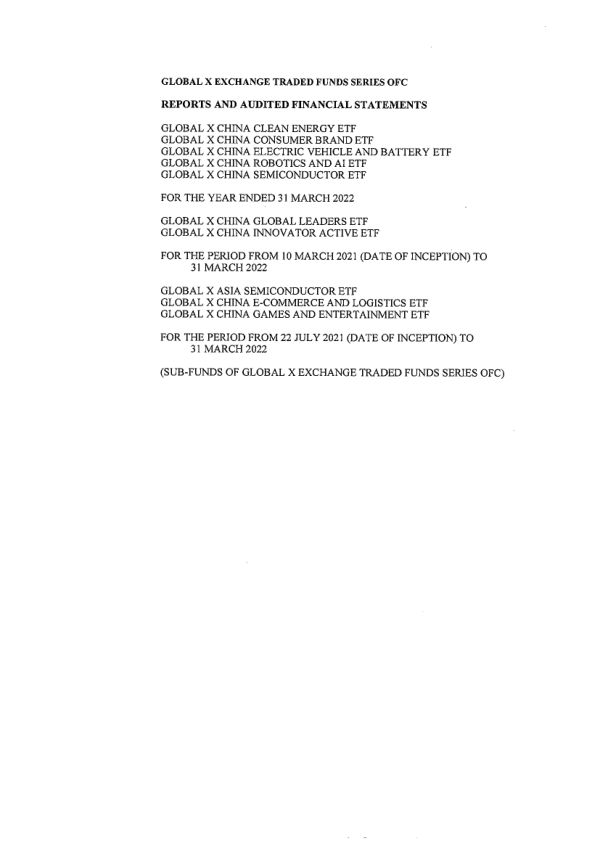 GLOBAL X EXCHANGE TRADED FUNDS SERIES OFC
REPORTS AND AUDITED FINANCIAL STATEMENTS
GLOBAL X CHINA CLEAN ENERGY ETF
GLOBAL X CHINA CONSUMER BRAND ETF
GLOBAL X CHINA ELECTRIC VEHICLE AND BATTERY ETF
GLOBAL X CHINA ROBOTICS AND AI ETF
GLOBAL X CHINA SEMICONDUCTOR ETF
FOR THE YEAR ENDED 31 MARCH 2022
GLOBAL X CHINA GLOBAL LEADERS ETF
GLOBAL X CHINA INNOVATOR ACTIVE ETF
FOR THE PERIOD FROM 10 MARCH 2021 (DATE OF INCEPTION) TO
31 MARCH 2022
GLOBAL X ASIA SEMICONDUCTOR ETF
GLOBAL X CHINA E-COMMERCE AND LOGISTICS ETF
GLOBAL X CHINA GAMES AND ENTERTAINMENT ETF
FOR THE PERIOD FROM 22 JULY 2021 (DATE OF INCEPTION) TO
31 MARCH 2022
(SUB-FUNDS OF GLOBAL X EXCHANGE TRADED FUNDS SERIES OFC)